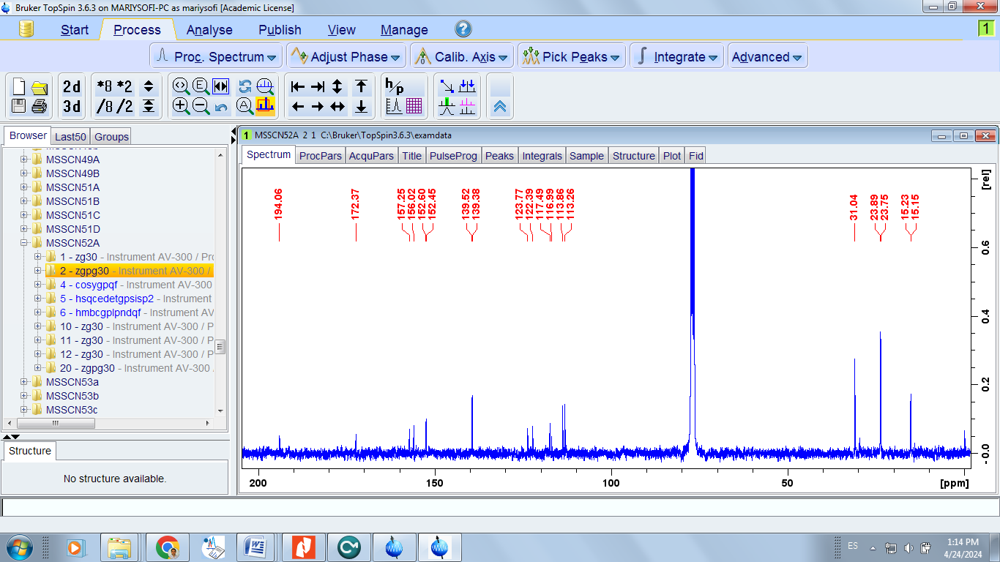 Bruker TopSpin 3.6.3 on MARIYSOFI-PC as mariysofi [Academic License]
Start Process Analyse Publish View Manage ? 1
Proc. Spectrum Adjust Phase Calib. Axis Pick Peaks Integrate Advanced
2d *8 *2 E h/p
3d /8 /2 A
Browser Last50 Groups
MSSCN49A
MSSCN49B
MSSCN51A
MSSCN51B
MSSCN51C
MSSCN51D
MSSCN52A
1 - zg30 - Instrument AV-300 / Pro
2 - zgpg30 - Instrument AV-300 /
4 - cosygpqf - Instrument AV-300
5 - hsqcedetgpsisp2 - Instrument
6 - hmbcgplpndqf - Instrument AV
10 - zg30 - Instrument AV-300 / P
11 - zg30 - Instrument AV-300 / P
12 - zg30 - Instrument AV-300 / P
20 - zgpg30 - Instrument AV-300
MSSCN53a
MSSCN53b
MSSCN53c
Structure
No structure available.
1 MSSCN52A 2 1 C:\Bruker\TopSpin3.6.3\examdata
Spectrum ProcPars AcquPars Title PulseProg Peaks Integrals Sample Structure Plot Fid
194.06
172.37
157.25
156.02
152.60
152.45
139.52
139.38
123.77
122.39
117.49
116.99
113.86
113.26
31.04
23.89
23.75
15.23
15.15
[rel]
0.6
0.4
0.2
- 0.0
200 150 100 50 [ppm]
ES
1:14 PM
4/24/2024